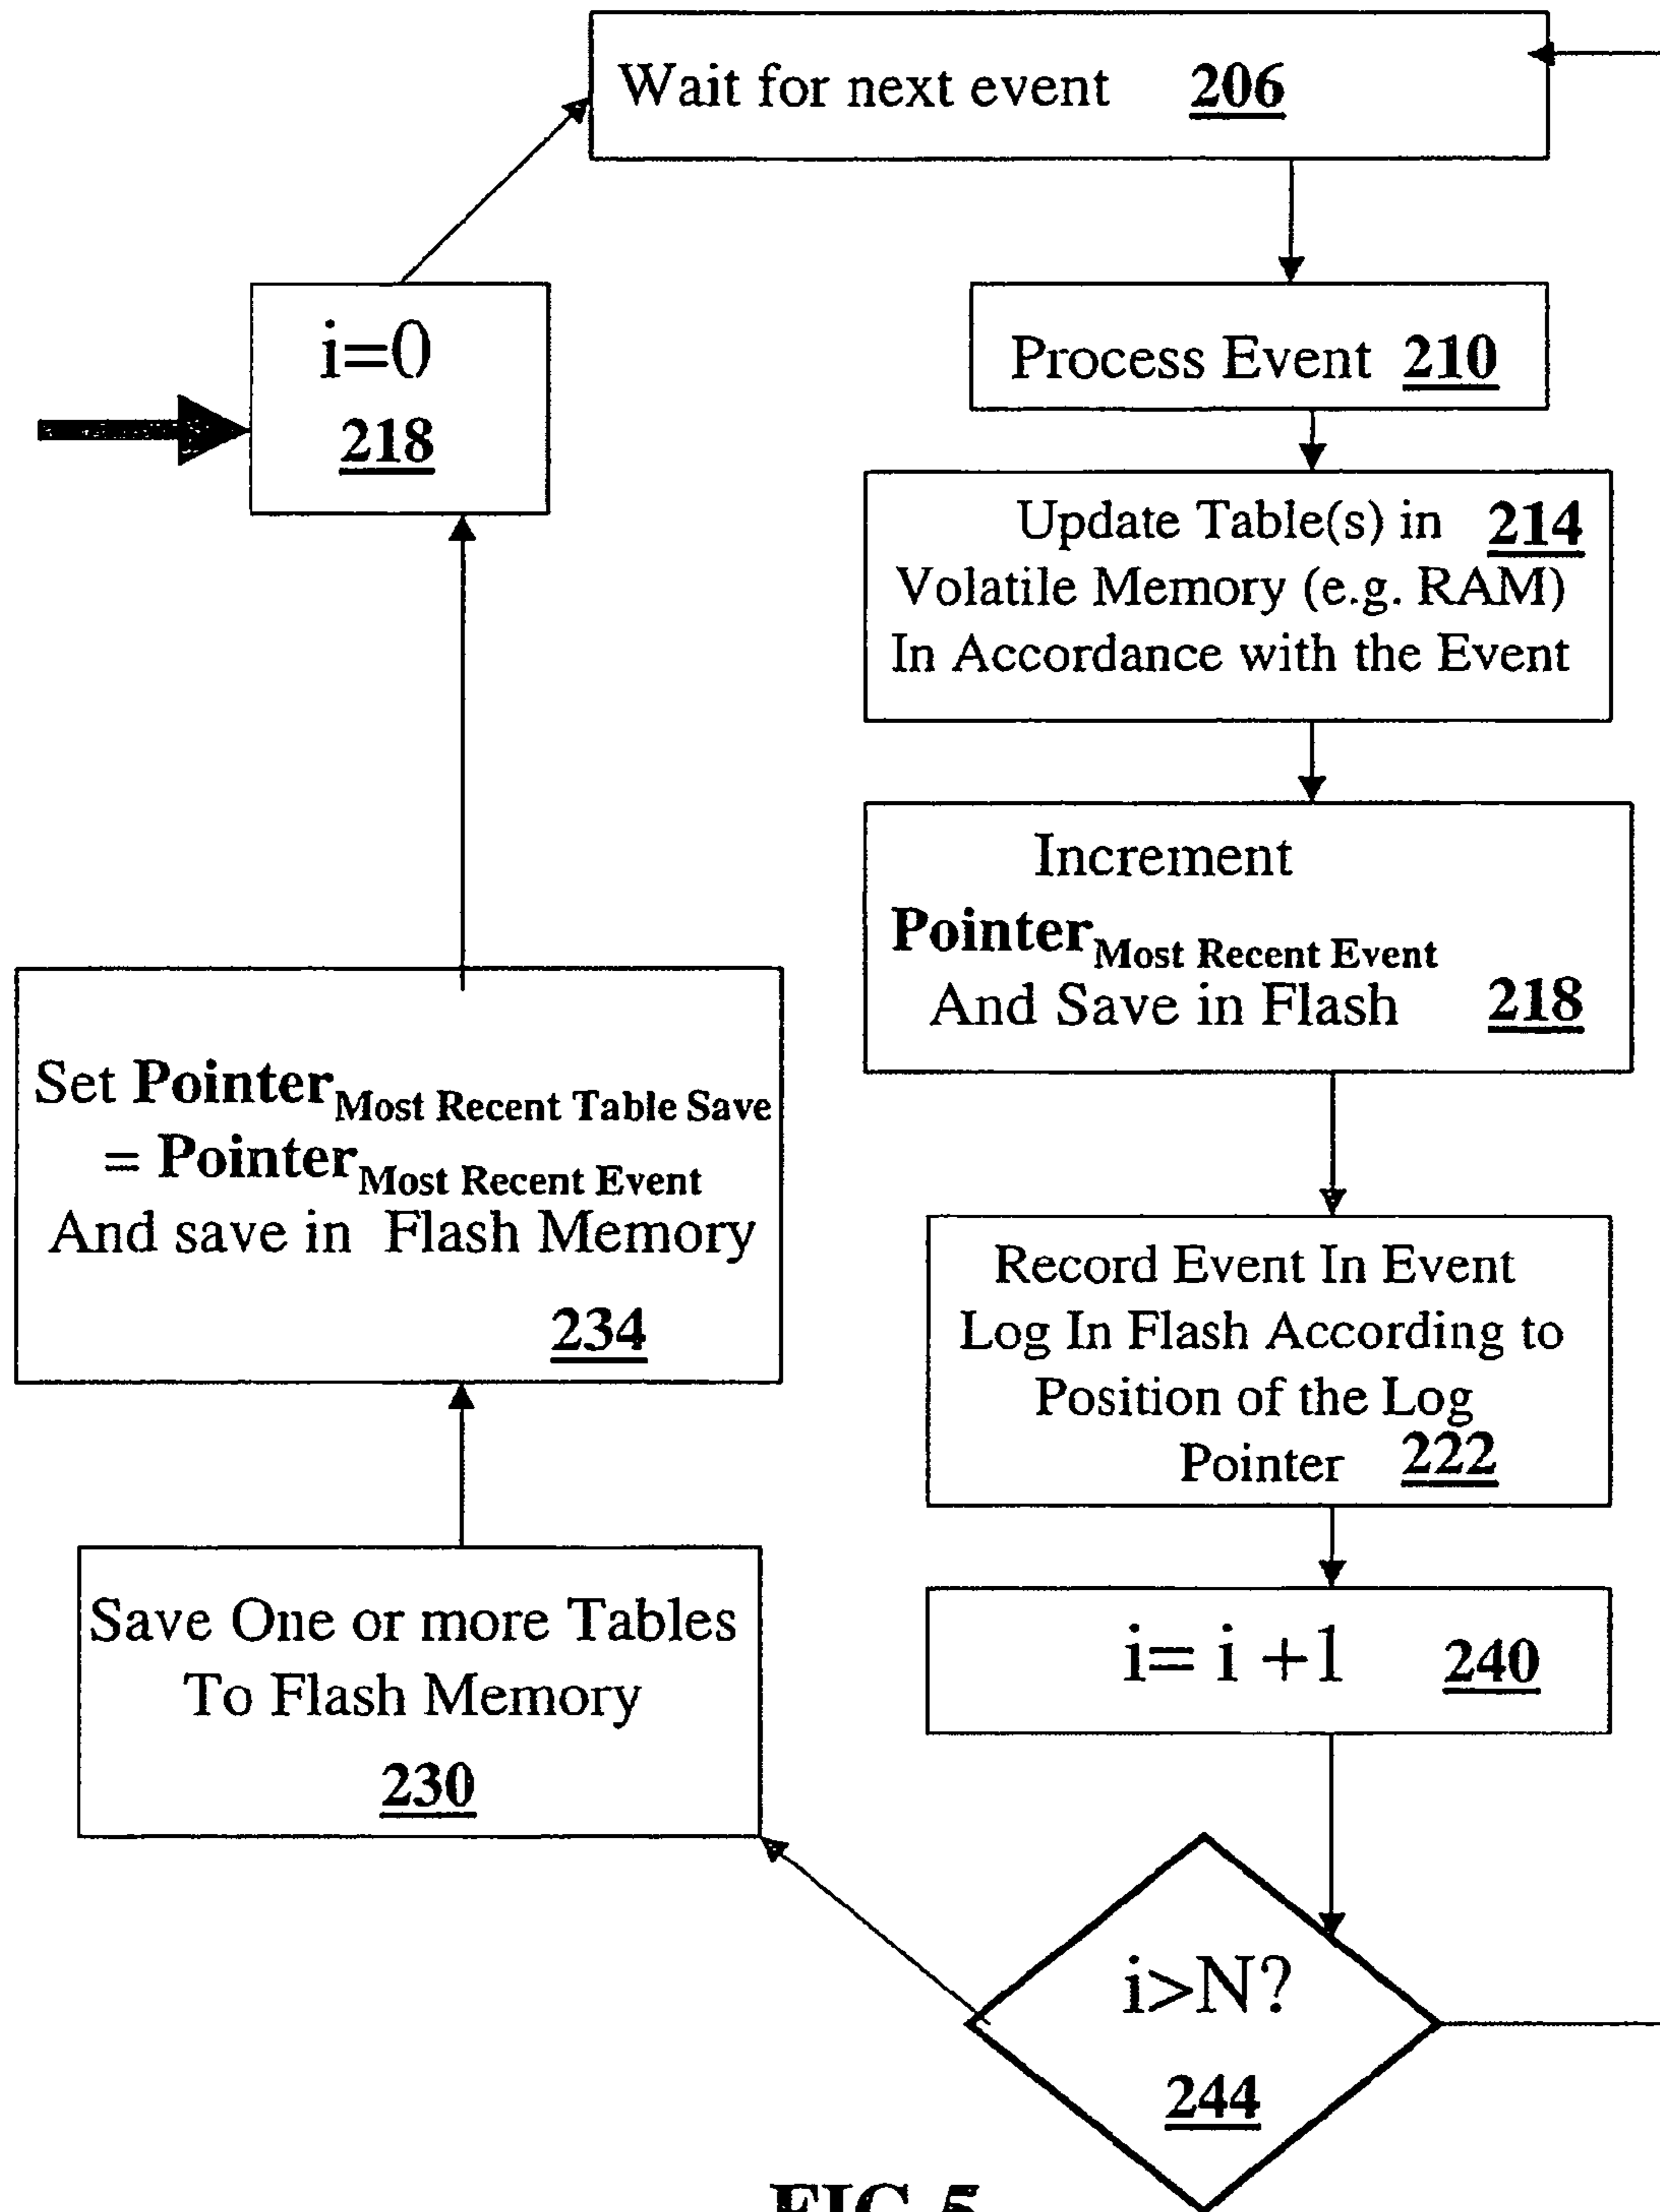 Wait for next event 206
i=0
218
Process Event 210
Update Table(s) in 214
Volatile Memory (e.g. RAM)
In Accordance with the Event
Increment
Pointer Most Recent Event
And Save in Flash 218
Set Pointer Most Recent Table Save
= Pointer Most Recent Event
And save in Flash Memory
234
Record Event In Event
Log In Flash According to
Position of the Log
Pointer 222
Save One or more Tables
To Flash Memory
230
i= i +1 240
i>N?
244
FIG 5